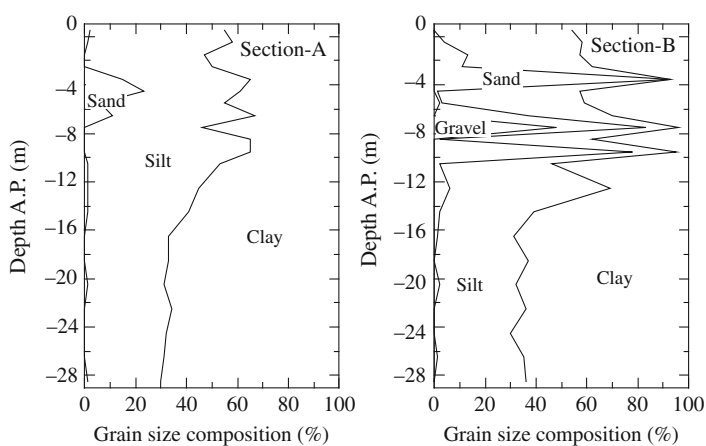 Section-A
Sand
Silt
Clay
0
−4
−8
−12
−16
−20
−24
−28
0 20 40 60 80 100
Depth A.P. (m)
Grain size composition (%)
Section-B
Sand
Gravel
Silt
Clay
0
−4
−8
−12
−16
−20
−24
−28
0 20 40 60 80 100
Depth A.P. (m)
Grain size composition (%)